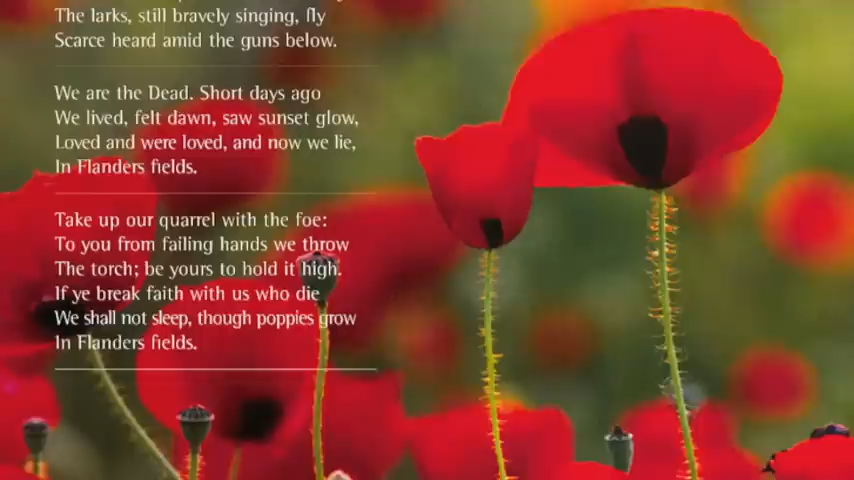 The larks, still bravely singing, fly
Scarce heard amid the guns below.
We are the Dead. Short days ago
We lived, felt dawn, saw sunset glow,
Loved and were loved, and now we lie,
In Flanders fields.
Take up our quarrel with the foe:
To you from failing hands we throw
The torch; be yours to hold it high.
If ye break faith with us who die
We shall not sleep, though poppies grow
In Flanders fields.